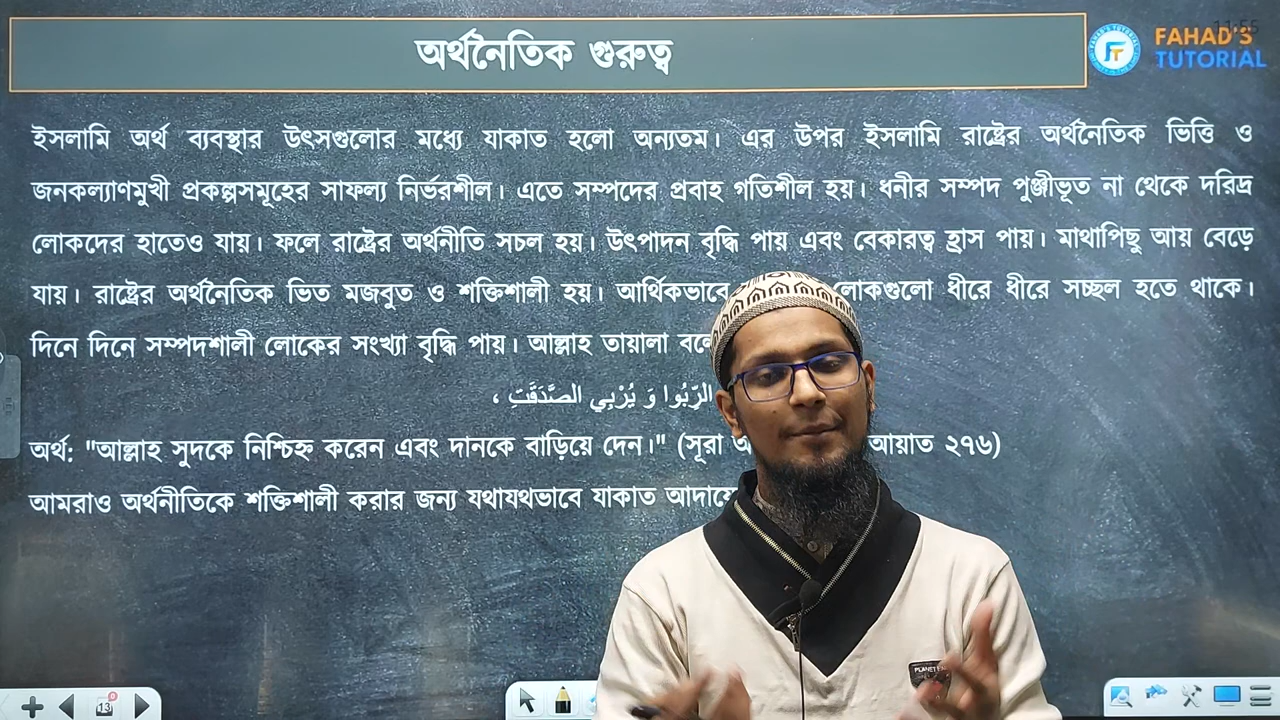 অর্থনৈতিক গুরুত্ব
11:55
FAHAD'S
TUTORIAL
ইসলামি অর্থ ব্যবস্থার উৎসগুলোর মধ্যে যাকাত হলো অন্যতম। এর উপর ইসলামি রাষ্ট্রের অর্থনৈতিক ভিত্তি ও
জনকল্যাণমুখী প্রকল্পসমূহের সাফল্য নির্ভরশীল। এতে সম্পদের প্রবাহ গতিশীল হয়। ধনীর সম্পদ পুঞ্জীভূত না থেকে দরিদ্র
লোকদের হাতেও যায়। ফলে রাষ্ট্রের অর্থনীতি সচল হয়। উৎপাদন বৃদ্ধি পায় এবং বেকারত্ব হ্রাস পায়। মাথাপিছু আয় বেড়ে
যায়। রাষ্ট্রের অর্থনৈতিক ভিত মজবুত ও শক্তিশালী হয়। আর্থিকভাবে লোকগুলো ধীরে ধীরে সচ্ছল হতে থাকে।
দিনে দিনে সম্পদশালী লোকের সংখ্যা বৃদ্ধি পায়। আল্লাহ তায়ালা
الرِّبُوا وَ يُرْبِي الصَّدَقَتِ ،
অর্থ: "আল্লাহ সুদকে নিশ্চিহ্ন করেন এবং দানকে বাড়িয়ে দেন।" (সূরা আয়াত ২৭৬)
আমরাও অর্থনীতিকে শক্তিশালী করার জন্য যথাযথভাবে যাকাত
13